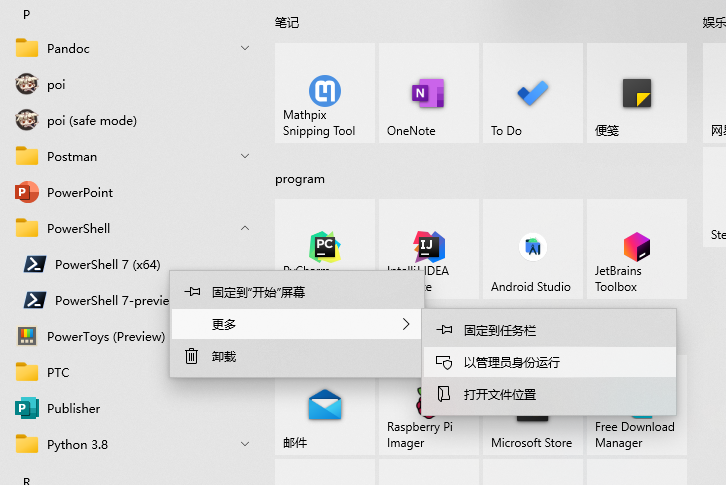 P
Pandoc
poi
poi (safe mode)
Postman
PowerPoint
PowerShell
PowerShell 7 (x64)
PowerShell 7-previe
PowerToys (Preview)
PTC
Publisher
Python 3.8
R
笔记
Mathpix
Snipping Tool
OneNote
To Do
便笺
program
PC
PyCharm
IJ
IntelliJ IDEA
Android Studio
JetBrains
Toolbox
邮件
Raspberry Pi
Imager
Microsoft Store
Free Download
Manager
娱乐
Ste
固定到"开始"屏幕
更多
卸载
固定到任务栏
以管理员身份运行
打开文件位置